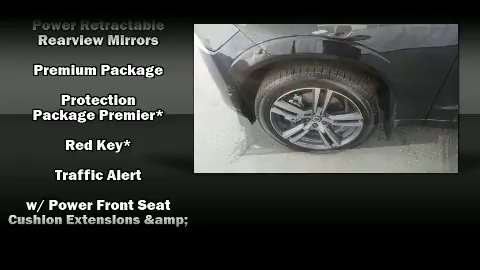 Power Retractable
Rearview Mirrors
Premium Package
Protection
Package Premier*
Red Key*
Traffic Alert
w/ Power Front Seat
Cushion Extensions &amp;